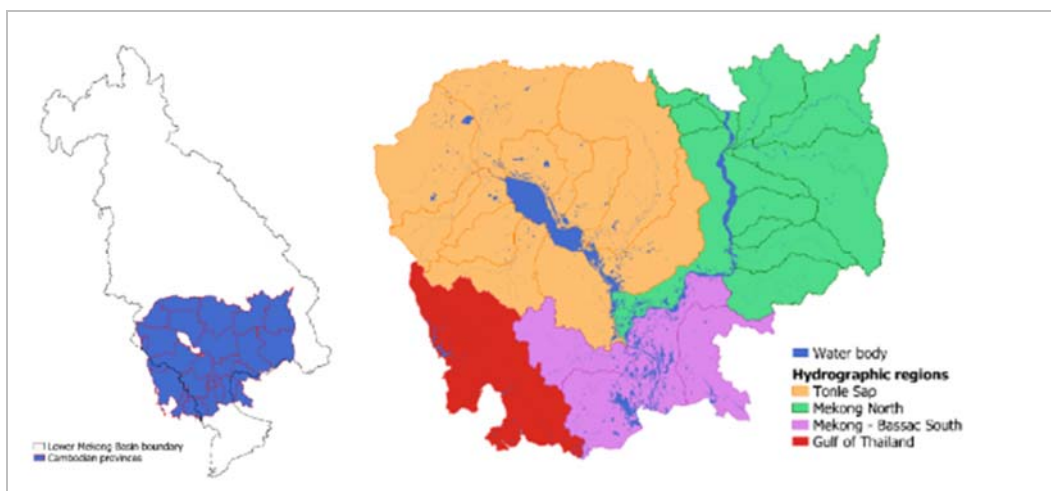 Lower Mekong Basin boundary
Cambodian provinces
Water body
Hydrographic regions
Tonle Sap
Mekong North
Mekong - Bassac South
Gulf of Thailand